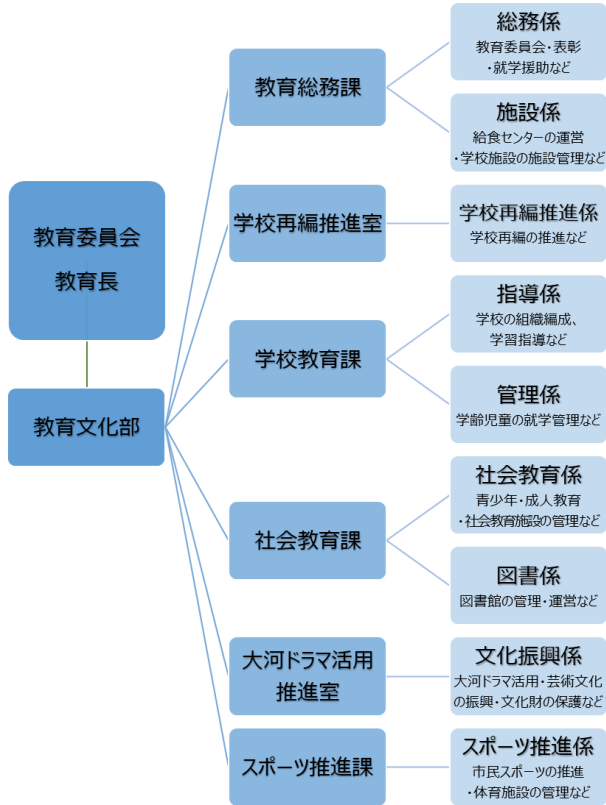 教育委員会
教育長
教育文化部
教育総務課
総務係
教育委員会・表彰
・就学援助など
施設係
給食センターの運営
・学校施設の施設管理など
学校再編推進室
学校再編推進係
学校再編の推進など
学校教育課
指導係
学校の組織編成、
学習指導など
管理係
学齢児童の就学管理など
社会教育課
社会教育係
青少年・成人教育
・社会教育施設の管理など
図書係
図書館の管理・運営など
大河ドラマ活用
推進室
文化振興係
大河ドラマ活用・芸術文化
の振興・文化財の保護など
スポーツ推進課
スポーツ推進係
市民スポーツの推進
・体育施設の管理など